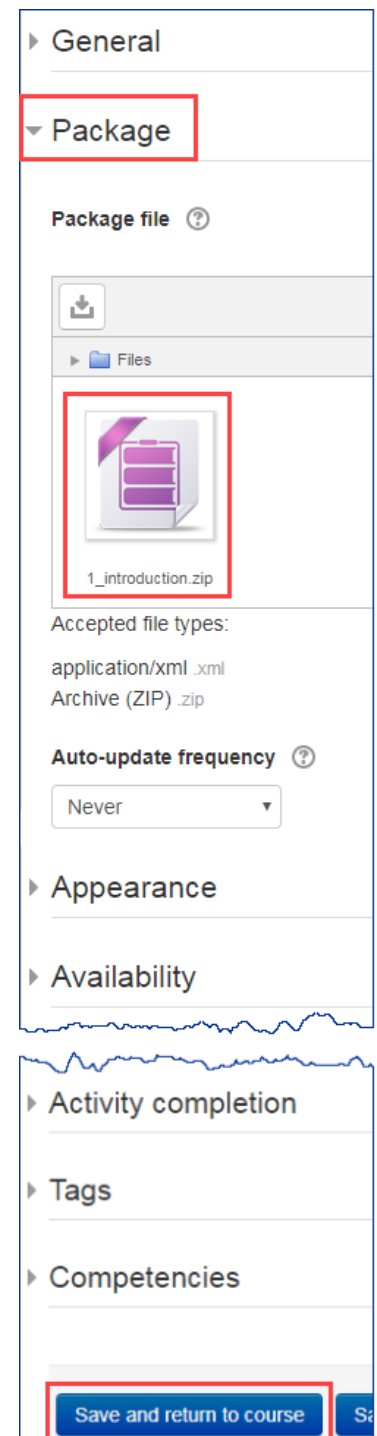 General
Package
Package file
Files
1_introduction.zip
Accepted file types:
application/xml .xml
Archive (ZIP) .zip
Auto-update frequency
Never
Appearance
Availability
Activity completion
Tags
Competencies
Save and return to course